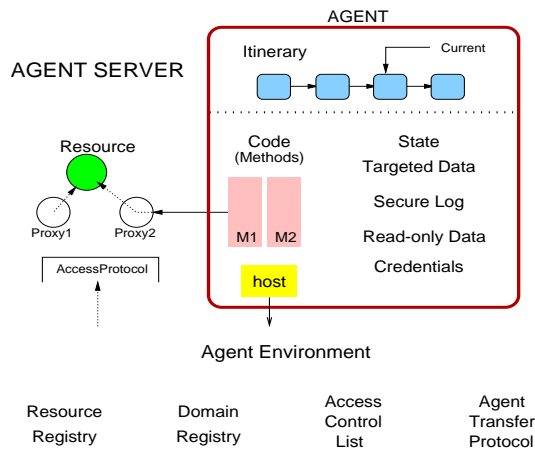 AGENT
AGENT SERVER
Itinerary
Current
Resource
Proxy1
Proxy2
AccessProtocol
Code
(Methods)
M1
M2
host
State
Targeted Data
Secure Log
Read-only Data
Credentials
Agent Environment
Resource
Registry
Domain
Registry
Access
Control
List
Agent
Transfer
Protocol